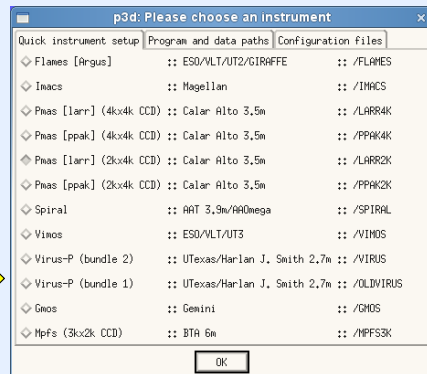 p3d: Please choose an instrument
Quick instrument setup Program and data paths Configuration files
Flames [Argus] :: ESO/VLT/UT2/GIRAFFE :: /FLAMES
Imacs :: Magellan :: /IMACS
Pmas [larr] (4kx4k CCD) :: Calar Alto 3.5m :: /LARR4K
Pmas [ppak] (4kx4k CCD) :: Calar Alto 3.5m :: /PPAK4K
Pmas [larr] (2kx4k CCD) :: Calar Alto 3.5m :: /LARR2K
Pmas [ppak] (2kx4k CCD) :: Calar Alto 3.5m :: /PPAK2K
Spiral :: AAT 3.9m/AAOmega :: /SPIRAL
Vimos :: ESO/VLT/UT3 :: /VIMOS
Virus-P (bundle 2) :: UTexas/Harlan J. Smith 2.7m :: /VIRUS
Virus-P (bundle 1) :: UTexas/Harlan J. Smith 2.7m :: /OLDVIRUS
Gmos :: Gemini :: /GMOS
Mpfs (3kx2k CCD) :: BTA 6m :: /MPFS3K
OK